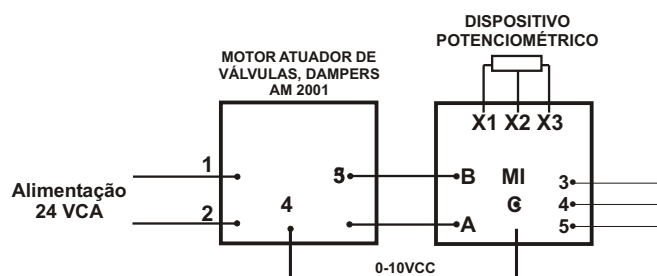 DISPOSITIVO
POTENCIOMÉTRICO
MOTOR ATUADOR DE
VÁLVULAS, DAMPERS
AM 2001
X1 X2 X3
Alimentação
24 VCA
1
2
4
B
A
MI
3
4
5
0-10VCC